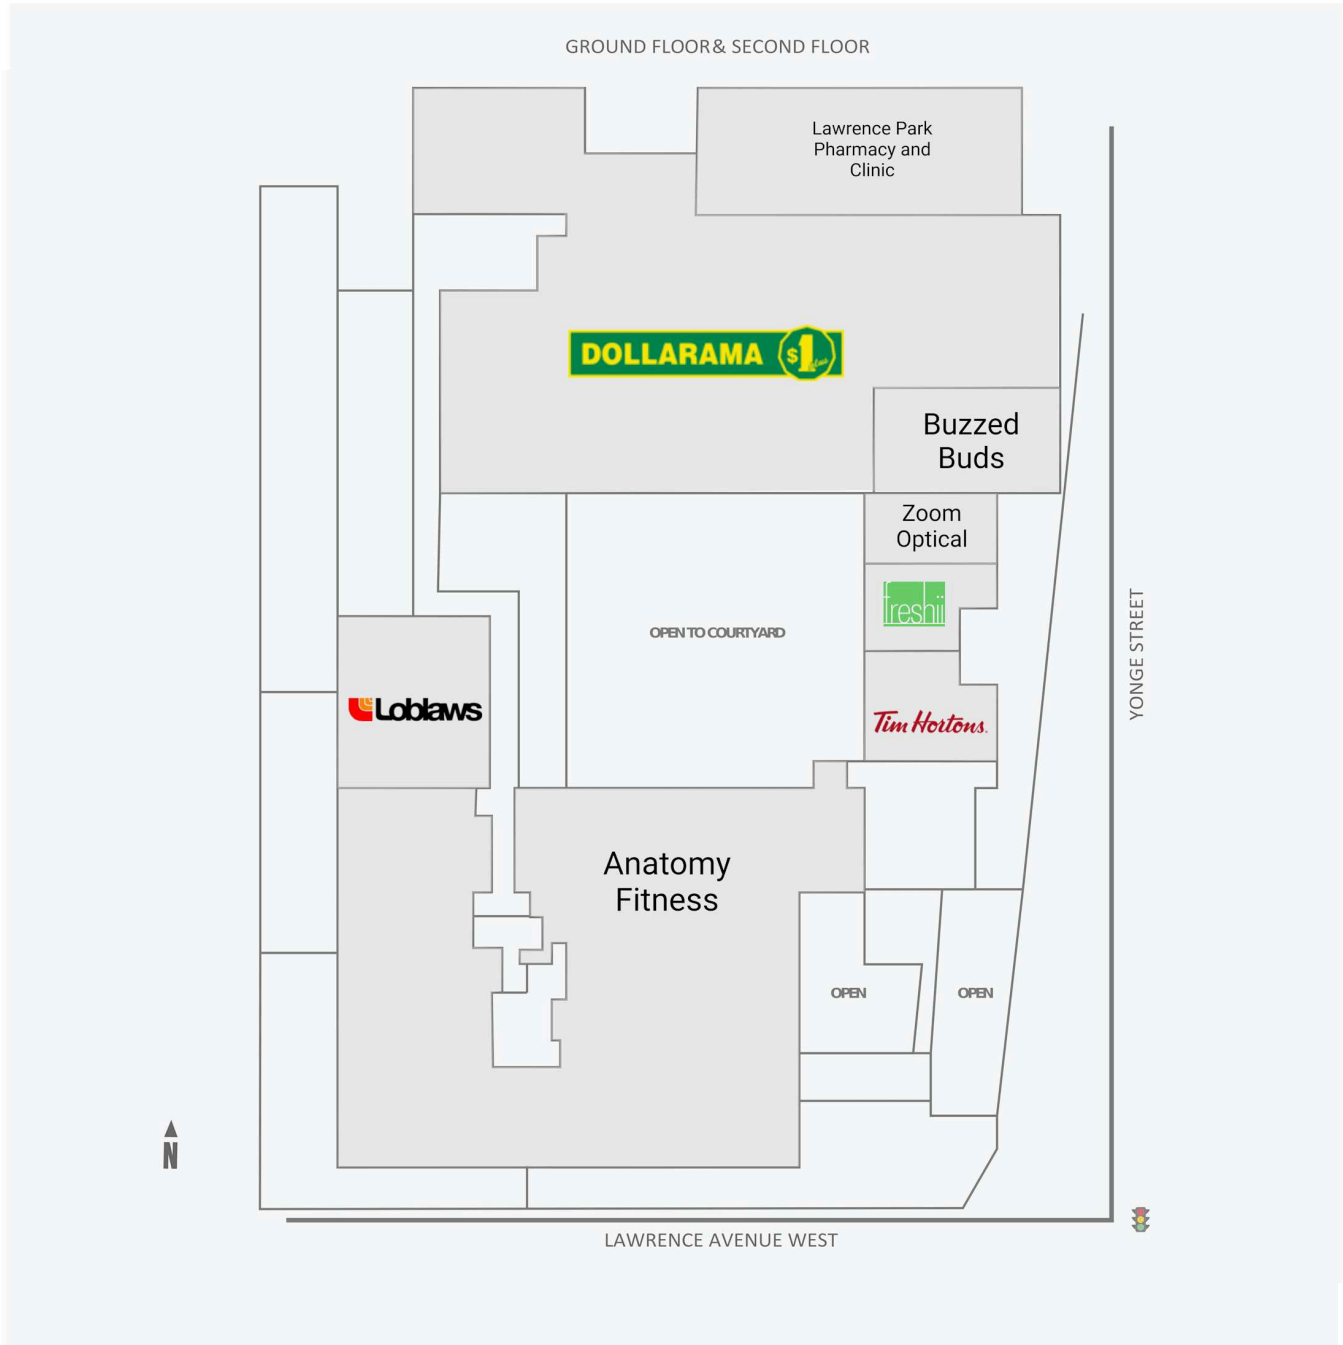 GROUND FLOOR & SECOND FLOOR
Lawrence Park
Pharmacy and
Clinic
DOLLARAMA $1 plus
Buzzed
Buds
Zoom
Optical
freshii
OPEN TO COURTYARD
YONGE STREET
Loblaws
Tim Hortons.
Anatomy
Fitness
OPEN
OPEN
N
LAWRENCE AVENUE WEST